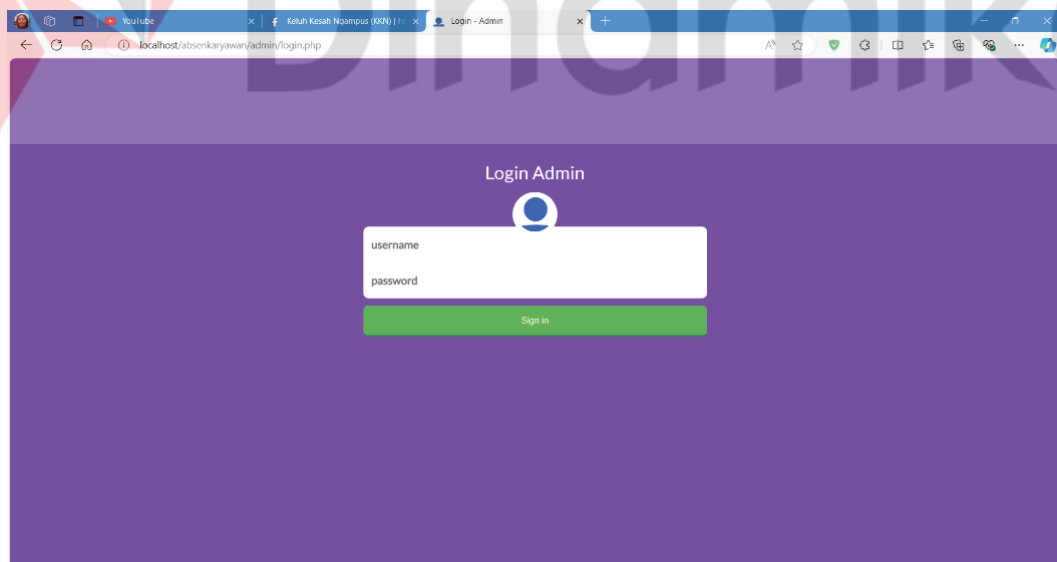 YouTube
Keluh Kesah Ngampus (KKN) |
Login - Admin
localhost/absenkaryawan/admin/login.php
Dinamik
Login Admin
username
password
Sign in